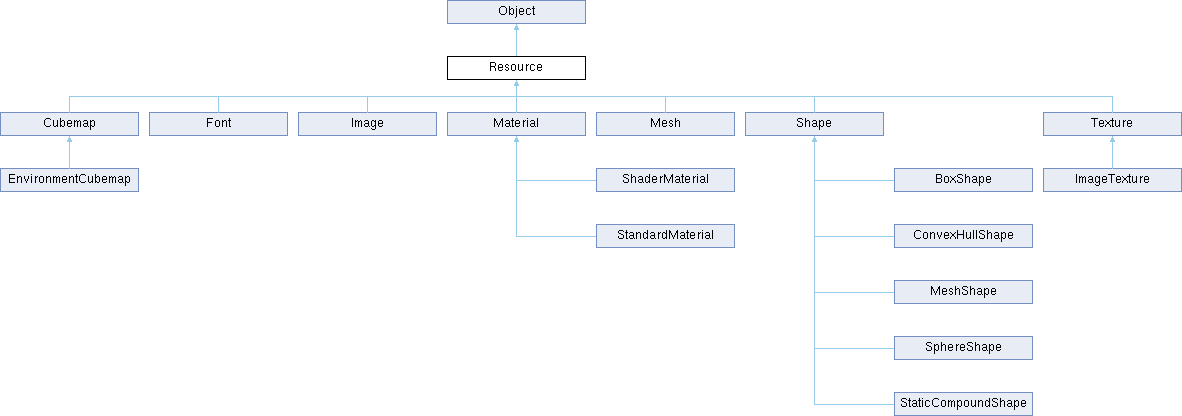 Object
Resource
Cubemap
Font
Image
Material
Mesh
Shape
Texture
EnvironmentCubemap
ShaderMaterial
BoxShape
ImageTexture
StandardMaterial
ConvexHullShape
MeshShape
SphereShape
StaticCompoundShape